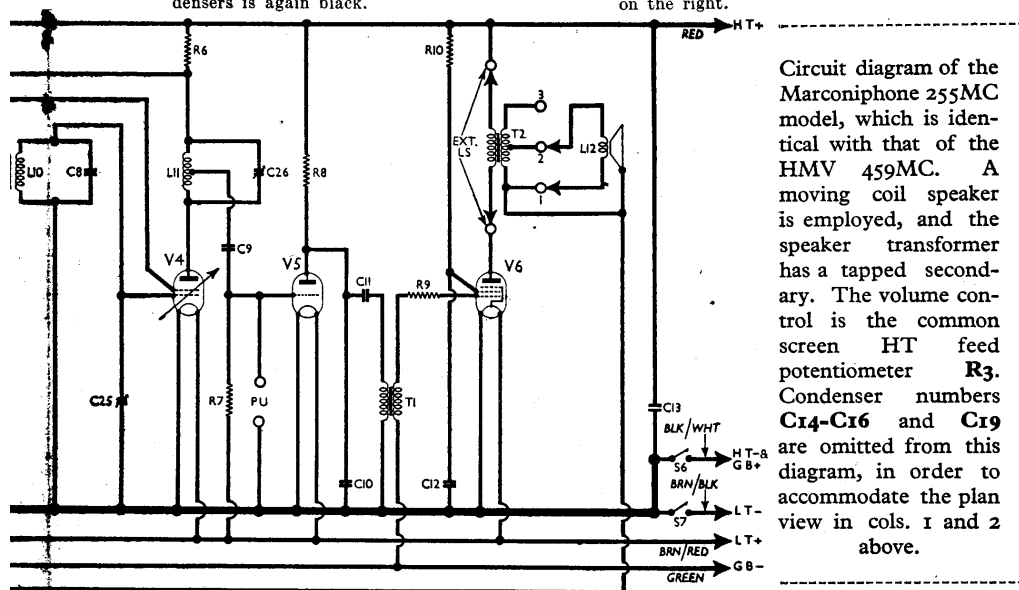 densers is again black.
on the right.
HT+
RED
R6
R10
3
T2
EXT.
LS
2
L12
1
L10
C8
L11
C26
R8
C9
V4
V5
V6
C11
R9
C25
R7
PU
T1
C13
BLK/WHT
HT-&
GB+
S6
C10
C12
BRN/BLK
LT-
S7
LT+
BRN/RED
GB-
GREEN
Circuit diagram of the
Marconiphone 255MC
model, which is iden-
tical with that of the
HMV 459MC. A
moving coil speaker
is employed, and the
speaker transformer
has a tapped second-
ary. The volume con-
trol is the common
screen HT feed
potentiometer R3.
Condenser numbers
C14-C16 and C19
are omitted from this
diagram, in order to
accommodate the plan
view in cols. 1 and 2
above.